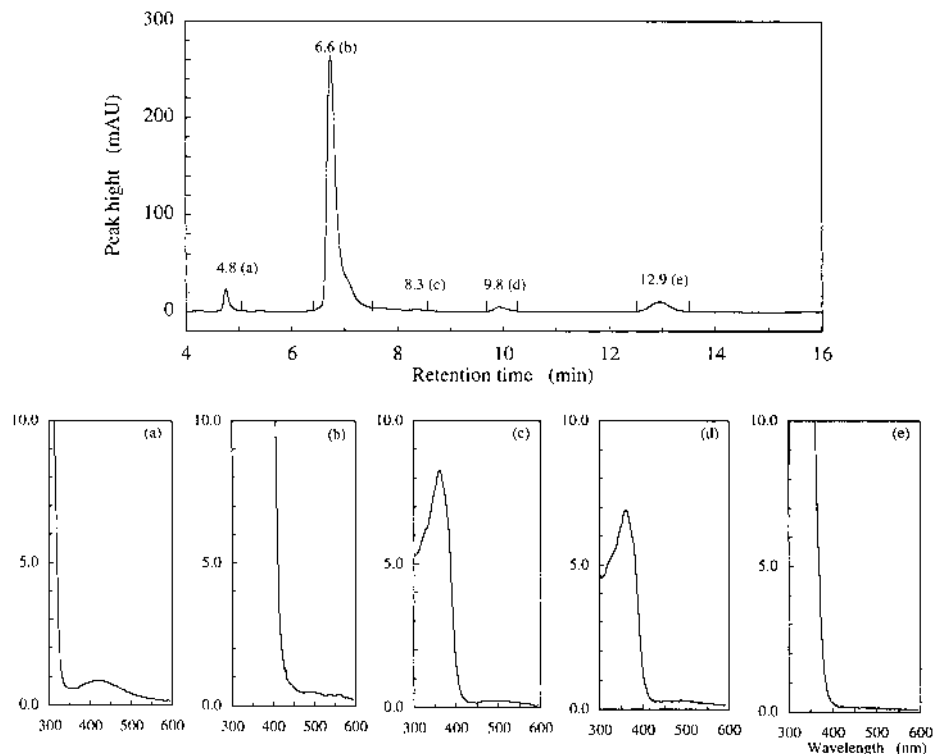 300
200
100
0
Peak hight (mAU)
6.6 (b)
4.8 (a)
8.3 (c)
9.8 (d)
12.9 (e)
4 6 8 10 12 14 16
Retention time (min)
10.0 10.0 10.0 10.0 10.0
(a) (b) (c) (d) (e)
5.0 5.0 5.0 5.0 5.0
0.0 0.0 0.0 0.0 0.0
300 400 500 600 300 400 500 600 300 400 500 600 300 400 500 600 300 400 500 600
Wavelength (nm)